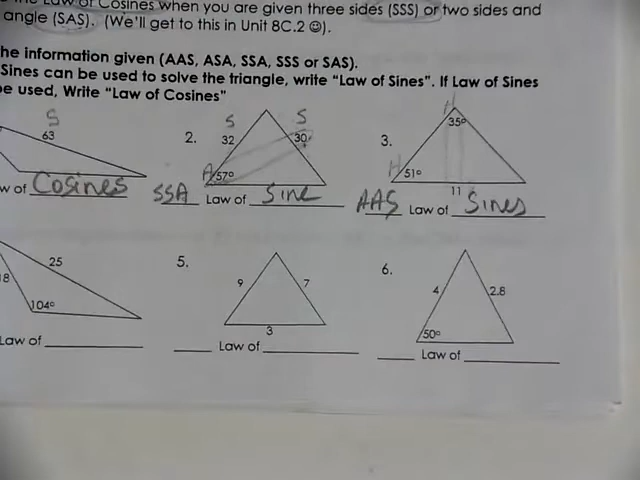 Law of Cosines when you are given three sides (SSS) or two sides and
angle (SAS). (We'll get to this in Unit 8C.2 ☺).
he information given (AAS, ASA, SSA, SSS or SAS).
Sines can be used to solve the triangle, write "Law of Sines". If Law of Sines
be used, Write "Law of Cosines"
S
63
w of Cosines
2. S 32 S 30
A 57°
SSA Law of Sine
3. 35°
51°
11
AAS Law of Sines
25
18
104°
Law of
5. 9 7
3
Law of
6. 4 2.8
50°
Law of